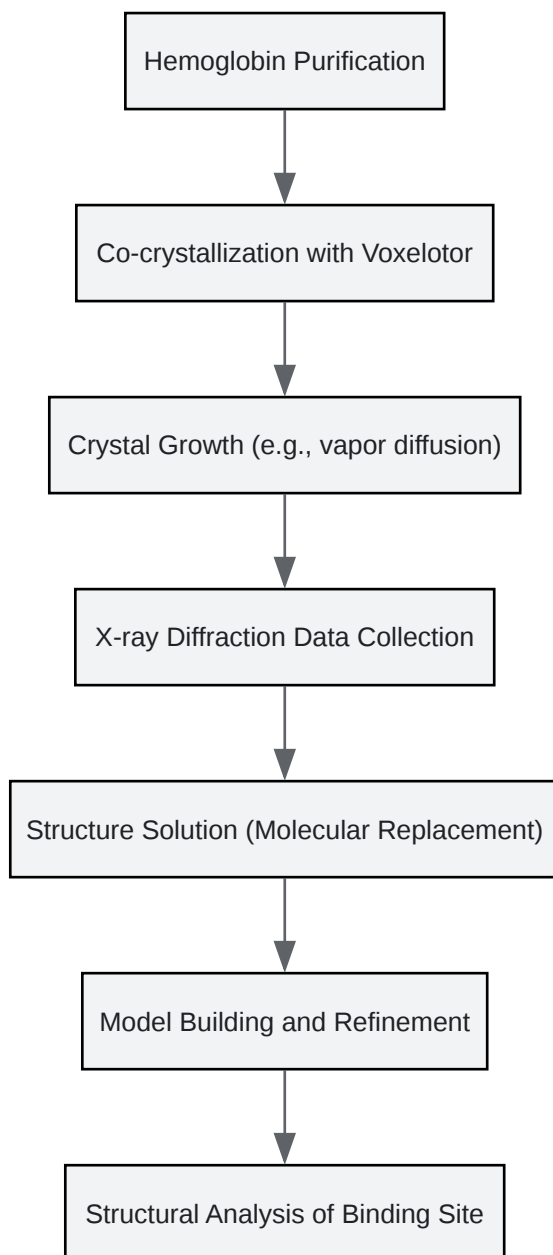 Hemoglobin Purification
Co-crystallization with Voxelotor
Crystal Growth (e.g., vapor diffusion)
X-ray Diffraction Data Collection
Structure Solution (Molecular Replacement)
Model Building and Refinement
Structural Analysis of Binding Site